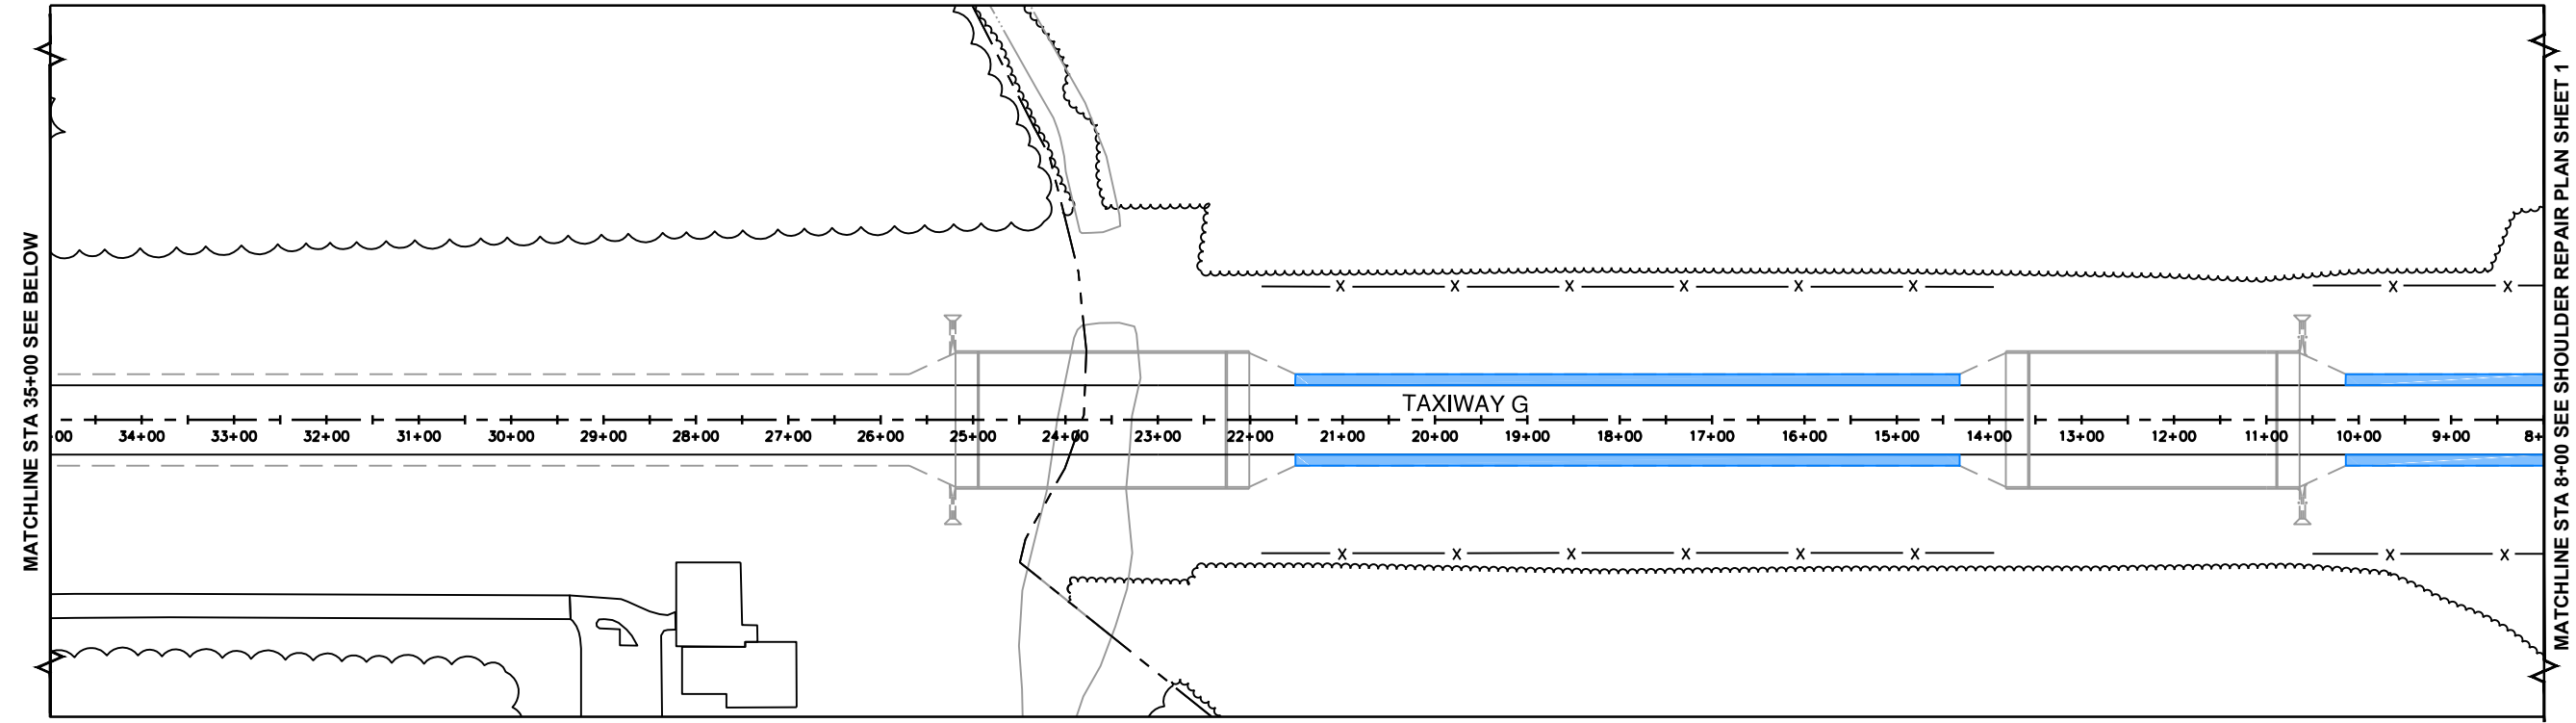 MATCHLINE STA 35+00 SEE BELOW
TAXIWAY G
:00 34+00 33+00 32+00 31+00 30+00 29+00 28+00 27+00 26+00 25+00 24+00 23+00 22+00 21+00 20+00 19+00 18+00 17+00 16+00 15+00 14+00 13+00 12+00 11+00 10+00 9+00 8+
MATCHLINE STA 8+00 SEE SHOULDER REPAIR PLAN SHEET 1